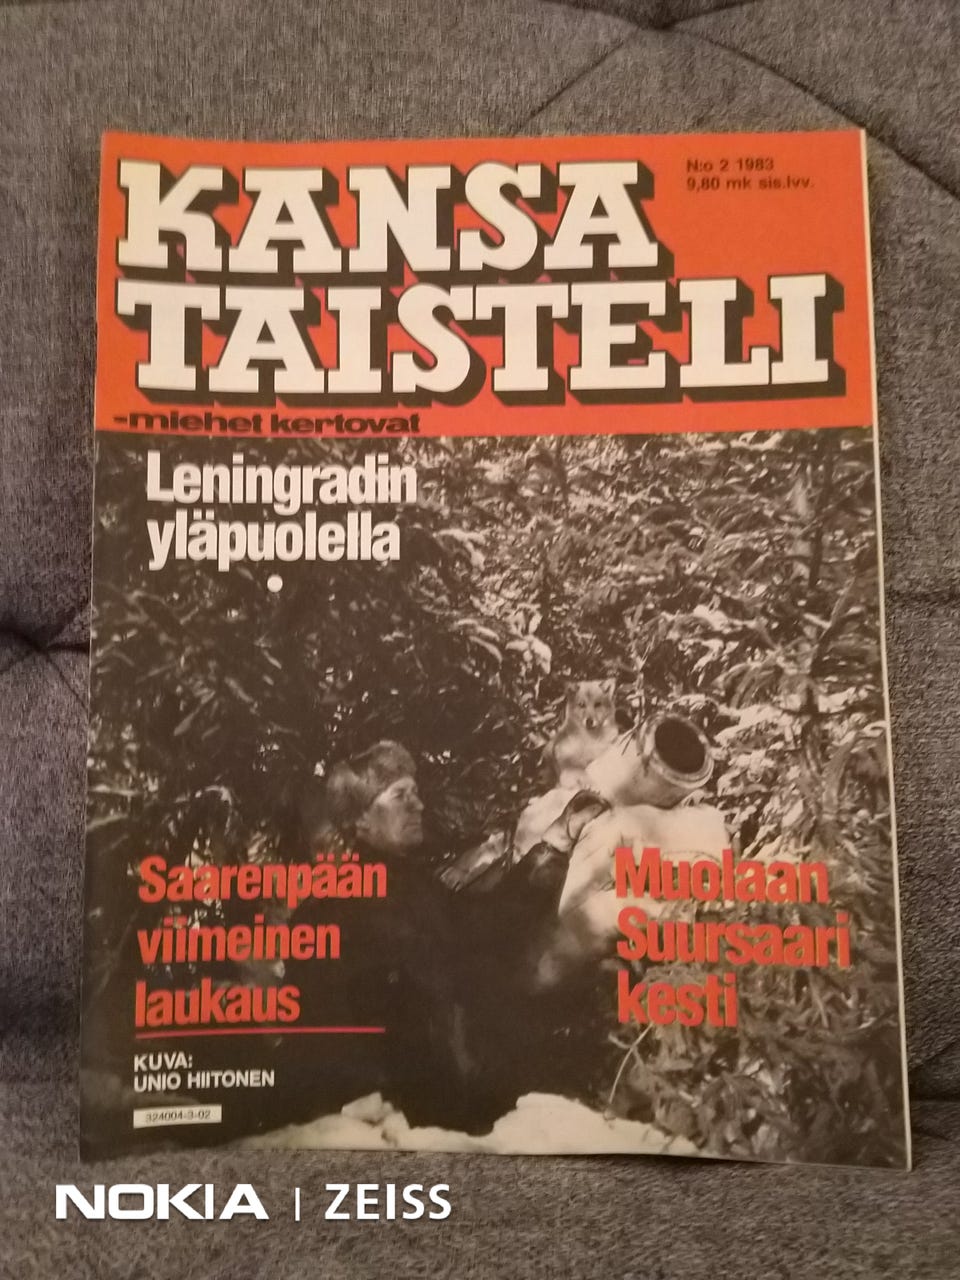 KANSA
TAISTELI
N:o 2 1983
9,80 mk sis.lvv.
-miehet kertovat
Leningradin
yläpuolella
•
Saarenpään
viimeinen
laukaus
Muolaan
Suursaari
kesti
KUVA:
UNIO HIITONEN
324004-3-02
NOKIA | ZEISS